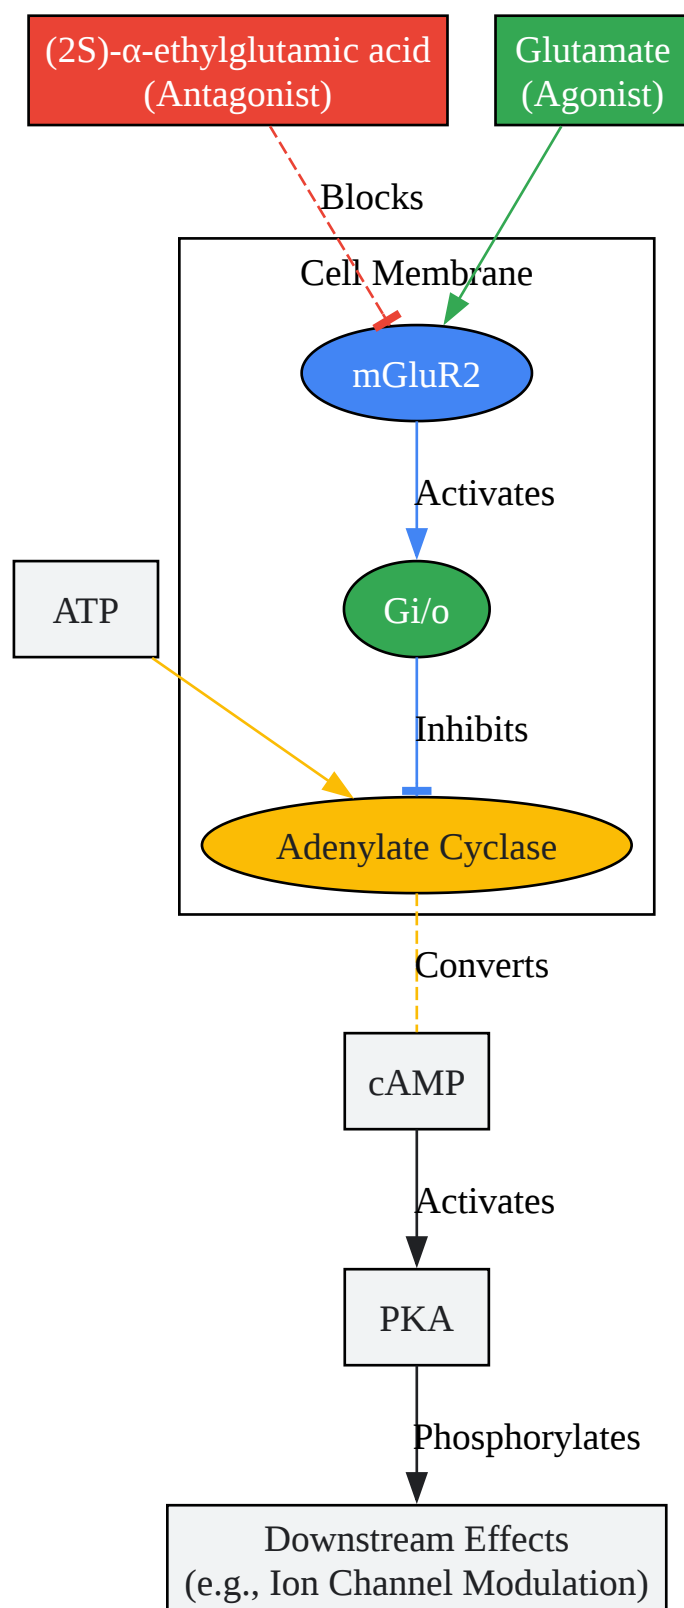 (2S)-α-ethylglutamic acid
(Antagonist)
Glutamate
(Agonist)
Blocks
Cell Membrane
mGluR2
Activates
ATP
Gi/o
Inhibits
Adenylate Cyclase
Converts
cAMP
Activates
PKA
Phosphorylates
Downstream Effects
(e.g., Ion Channel Modulation)